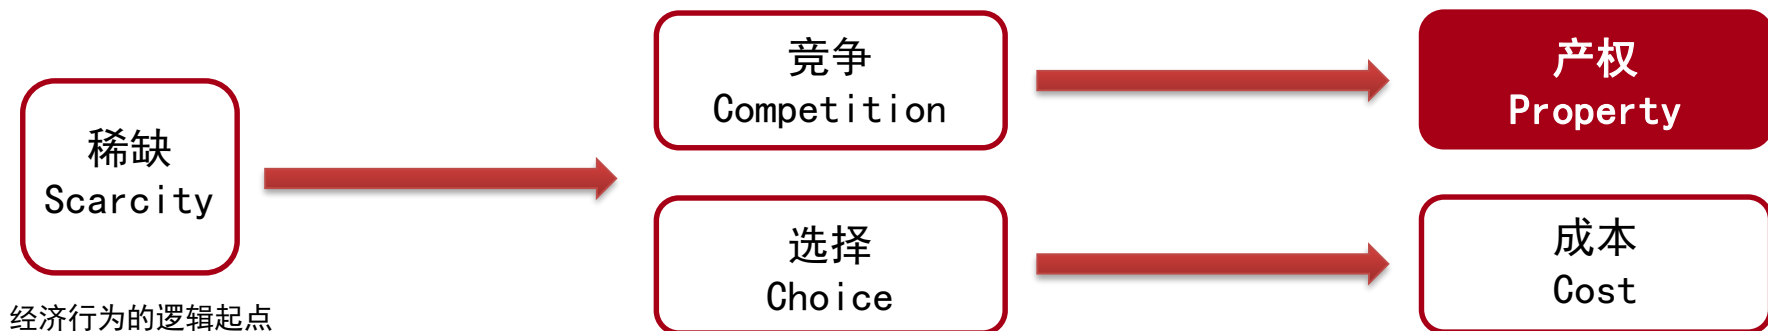 稀缺
Scarcity
经济行为的逻辑起点
竞争
Competition
选择
Choice
产权
Property
成本
Cost